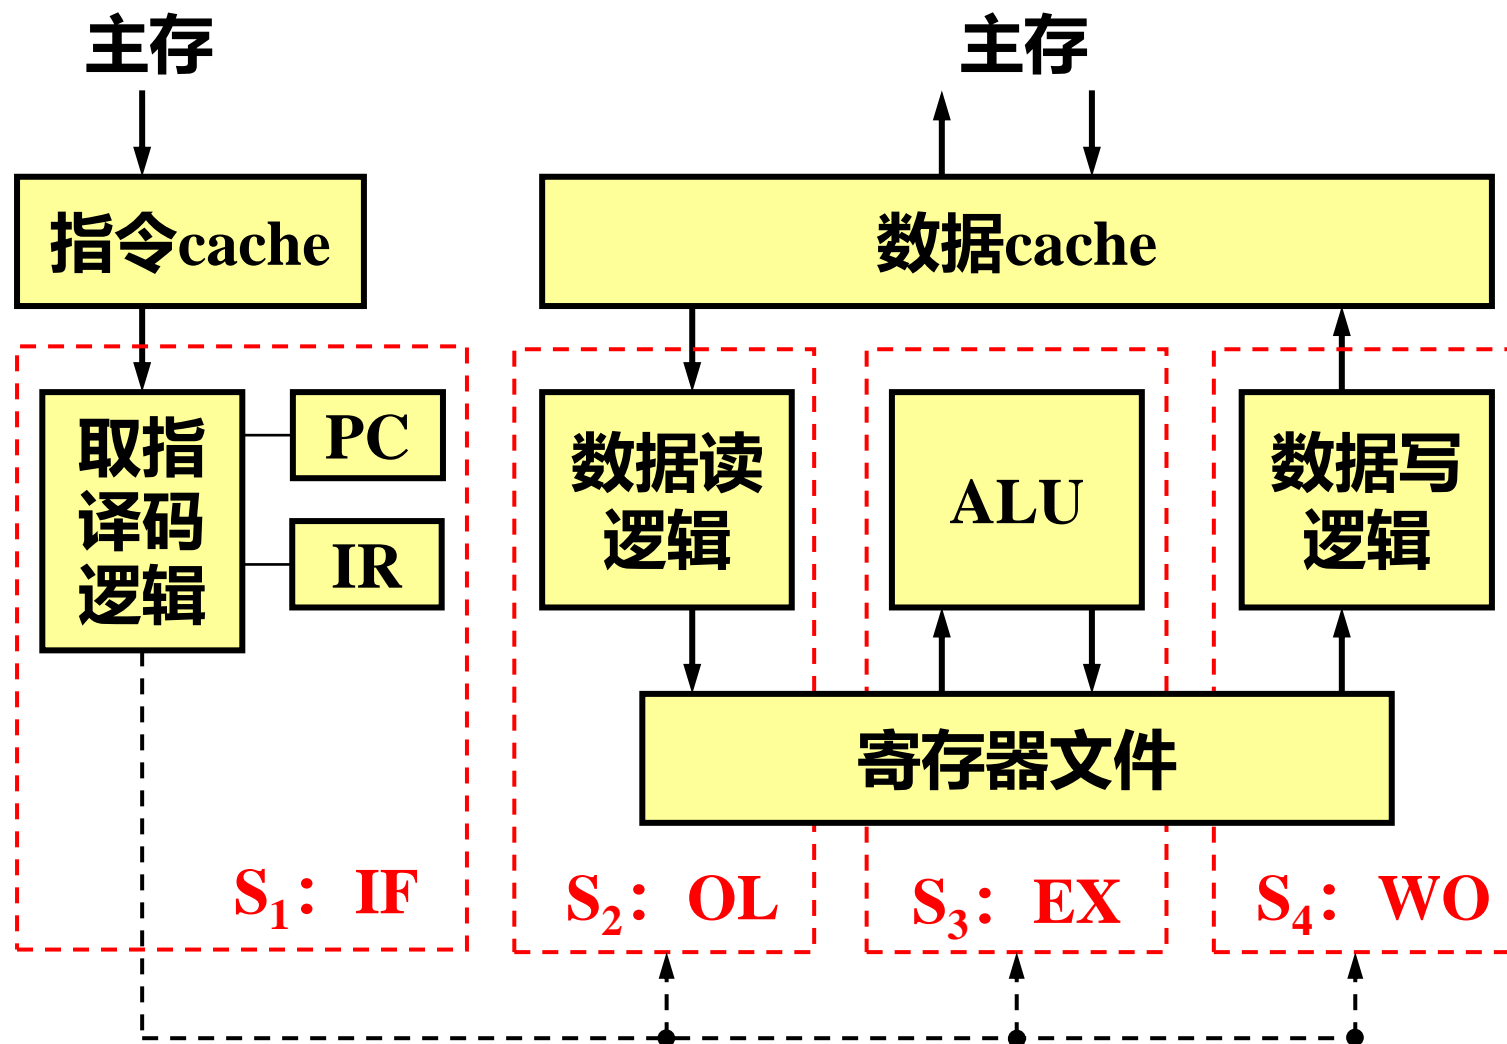 主存
主存
指令cache
数据cache
取指
译码
逻辑
PC
IR
数据读
逻辑
ALU
数据写
逻辑
寄存器文件
S₁：IF
S₂：OL
S₃：EX
S₄：WO